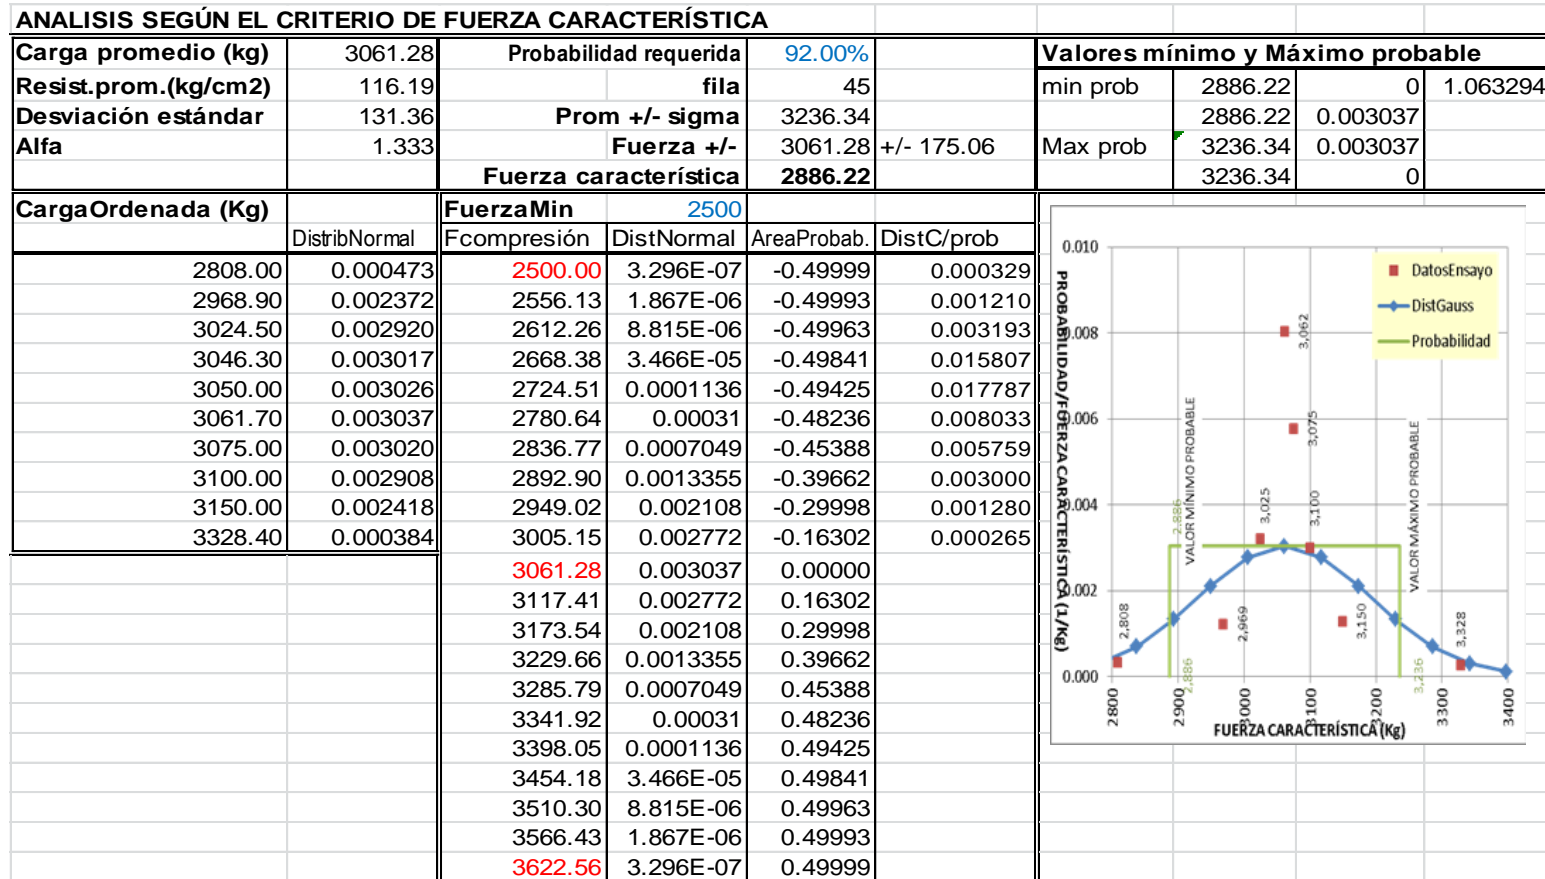 ANALISIS SEGÚN EL CRITERIO DE FUERZA CARACTERÍSTICA
Carga promedio (kg) 3061.28 Probabilidad requerida 92.00% Valores mínimo y Máximo probable
Resist.prom.(kg/cm2) 116.19 fila 45 min prob 2886.22 0 1.063294
Desviación estándar 131.36 Prom +/- sigma 3236.34 2886.22 0.003037
Alfa 1.333 Fuerza +/- 3061.28 +/- 175.06 Max prob 3236.34 0.003037
Fuerza característica 2886.22 3236.34 0
CargaOrdenada (Kg) FuerzaMin 2500
DistribNormal Fcompresión DistNormal AreaProbab. DistC/prob
2808.00 0.000473 2500.00 3.296E-07 -0.49999 0.000329
2968.90 0.002372 2556.13 1.867E-06 -0.49993 0.001210
3024.50 0.002920 2612.26 8.815E-06 -0.49963 0.003193
3046.30 0.003017 2668.38 3.466E-05 -0.49841 0.015807
3050.00 0.003026 2724.51 0.0001136 -0.49425 0.017787
3061.70 0.003037 2780.64 0.00031 -0.48236 0.008033
3075.00 0.003020 2836.77 0.0007049 -0.45388 0.005759
3100.00 0.002908 2892.90 0.0013355 -0.39662 0.003000
3150.00 0.002418 2949.02 0.002108 -0.29998 0.001280
3328.40 0.000384 3005.15 0.002772 -0.16302 0.000265
3061.28 0.003037 0.00000
3117.41 0.002772 0.16302
3173.54 0.002108 0.29998
3229.66 0.0013355 0.39662
3285.79 0.0007049 0.45388
3341.92 0.00031 0.48236
3398.05 0.0001136 0.49425
3454.18 3.466E-05 0.49841
3510.30 8.815E-06 0.49963
3566.43 1.867E-06 0.49993
3622.56 3.296E-07 0.49999
PROBABILIDAD/FUERZA CARACTERÍSTICA (1/Kg)
0.010
0.008
0.006
0.004
0.002
0.000
DatosEnsayo
DistGauss
Probabilidad
VALOR MÍNIMO PROBABLE
VALOR MÁXIMO PROBABLE
2,808
2,969
3,025
3,062
3,075
3,100
3,150
3,328
2,886
2,886
3,236
2800 2900 3000 3100 3200 3300 3400
FUERZA CARACTERÍSTICA (Kg)